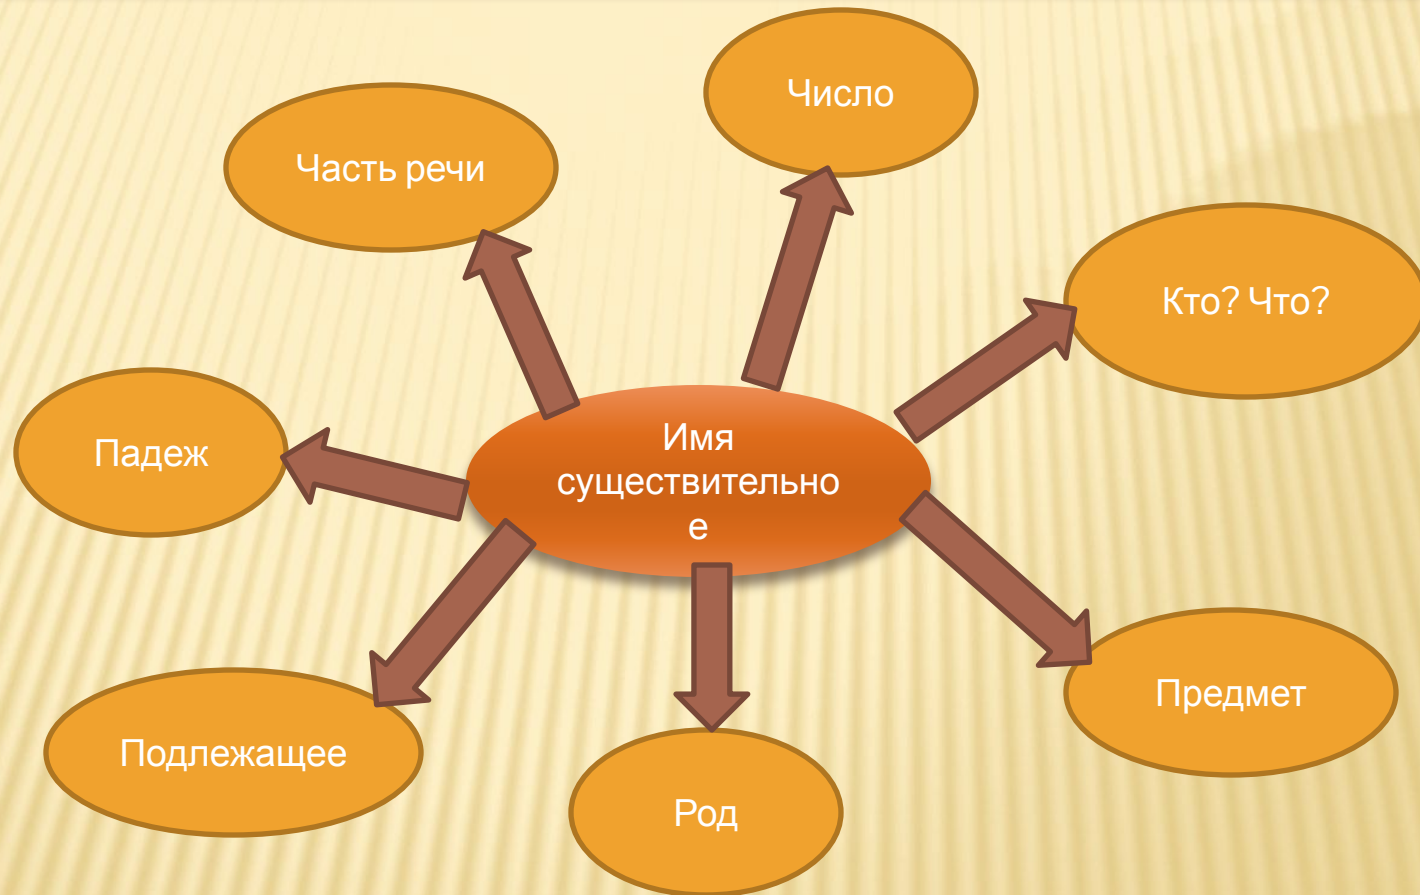 Число
Часть речи
Кто? Что?
Имя
существительно
е
Падеж
Предмет
Подлежащее
Род